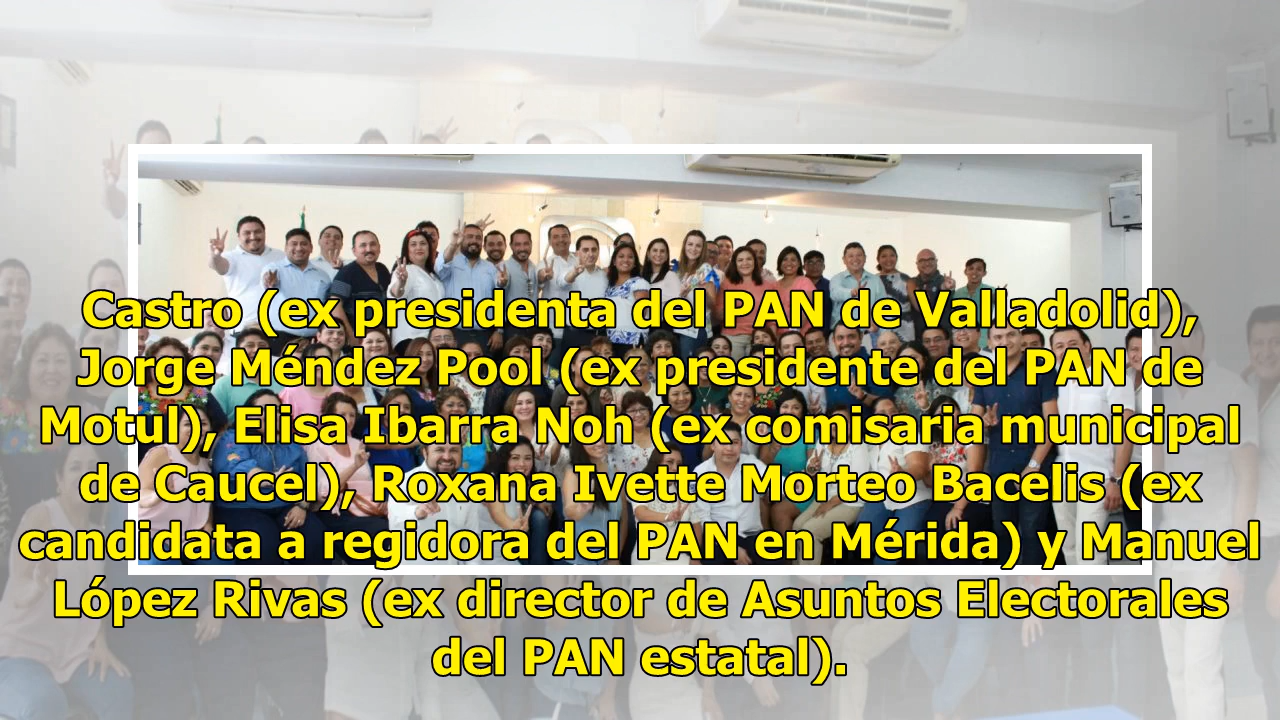 Castro (ex presidenta del PAN de Valladolid),
Jorge Méndez Pool (ex presidente del PAN de
Motul), Elisa Ibarra Noh (ex comisaria municipal
de Caucel), Roxana Ivette Morteo Bacelis (ex
candidata a regidora del PAN en Mérida) y Manuel
López Rivas (ex director de Asuntos Electorales
del PAN estatal).